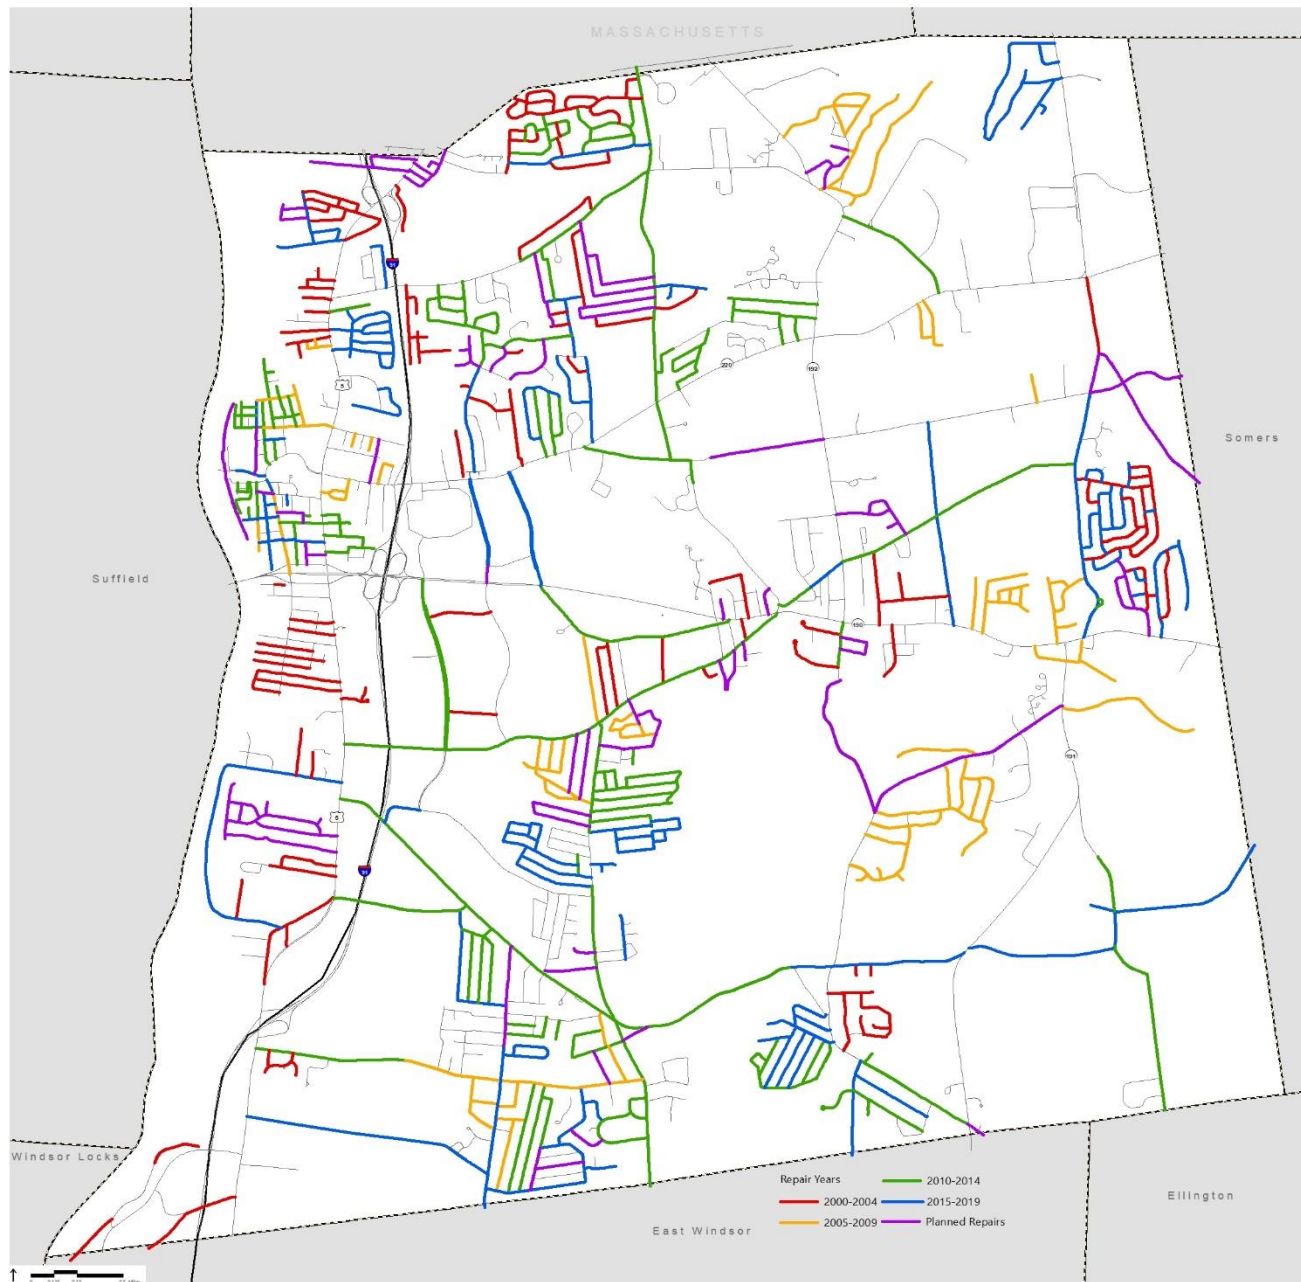 MASSACHUSETTS
5
220
192
Somers
Suffield
190
191
5
Windsor Locks
Repair Years
2010-2014
2000-2004
2015-2019
2005-2009
Planned Repairs
Ellington
East Windsor